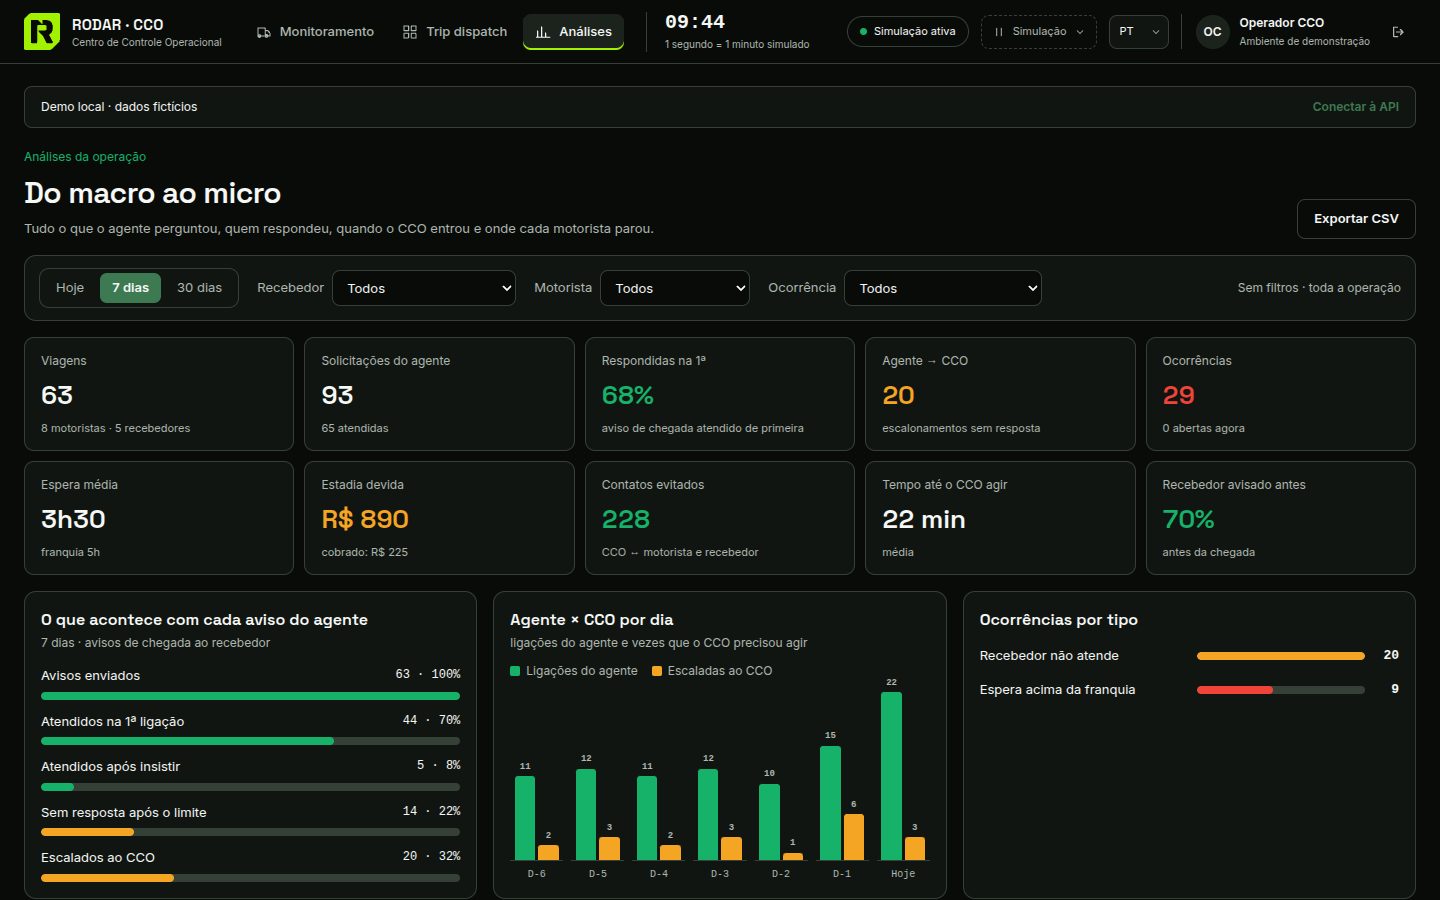 RODAR · CCO
Centro de Controle Operacional
Monitoramento
Trip dispatch
Análises
09:44
1 segundo = 1 minuto simulado
Simulação ativa
Simulação
PT
OC
Operador CCO
Ambiente de demonstração
Demo local · dados fictícios
Conectar à API
Análises da operação
Do macro ao micro
Tudo o que o agente perguntou, quem respondeu, quando o CCO entrou e onde cada motorista parou.
Exportar CSV
Hoje
7 dias
30 dias
Recebedor
Todos
Motorista
Todos
Ocorrência
Todos
Sem filtros · toda a operação
Viagens
63
8 motoristas · 5 recebedores
Solicitações do agente
93
65 atendidas
Respondidas na 1ª
68%
aviso de chegada atendido de primeira
Agente → CCO
20
escalonamentos sem resposta
Ocorrências
29
0 abertas agora
Espera média
3h30
franquia 5h
Estadia devida
R$ 890
cobrado: R$ 225
Contatos evitados
228
CCO ↔ motorista e recebedor
Tempo até o CCO agir
22 min
média
Recebedor avisado antes
70%
antes da chegada
O que acontece com cada aviso do agente
7 dias · avisos de chegada ao recebedor
Avisos enviados 63 · 100%
Atendidos na 1ª ligação 44 · 70%
Atendidos após insistir 5 · 8%
Sem resposta após o limite 14 · 22%
Escalados ao CCO 20 · 32%
Agente × CCO por dia
ligações do agente e vezes que o CCO precisou agir
Ligações do agente
Escaladas ao CCO
11 2 12 3 11 2 12 3 10 1 15 6 22 3
D-6 D-5 D-4 D-3 D-2 D-1 Hoje
Ocorrências por tipo
Recebedor não atende 20
Espera acima da franquia 9